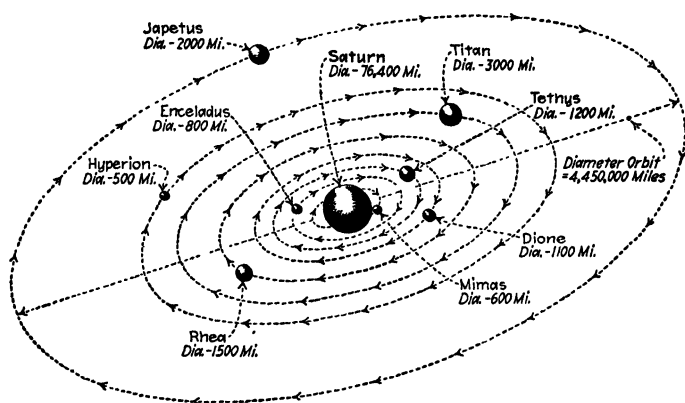 Japetus
Dia.-2000 Mi.
Saturn
Dia.-76,400 Mi.
Titan
Dia.-3000 Mi.
Enceladus
Dia.-800 Mi.
Tethys
Dia.-1200 Mi.
Hyperion
Dia.-500 Mi.
Diameter Orbit
=4,450,000 Miles
Dione
Dia.-1100 Mi.
Mimas
Dia.-600 Mi.
Rhea
Dia.-1500 Mi.